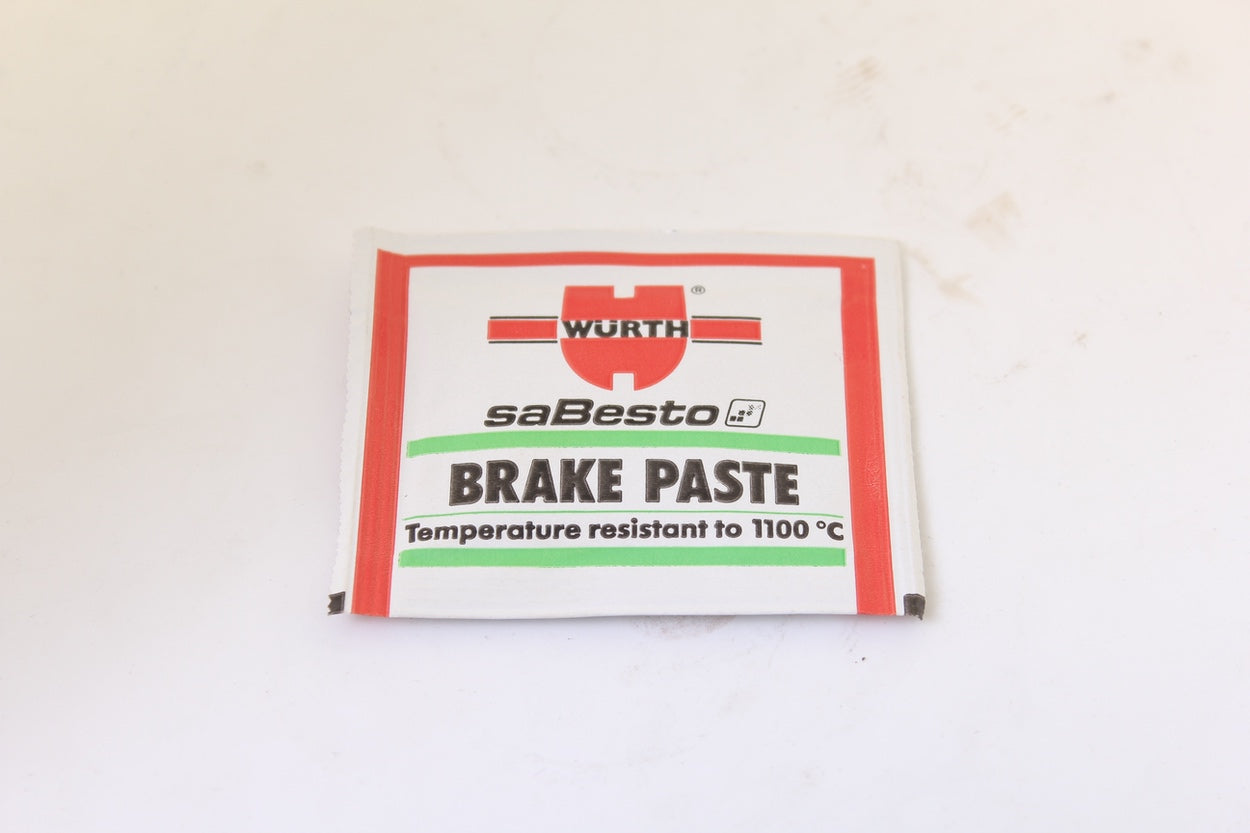 WÜRTH®
saBesto
BRAKE PASTE
Temperature resistant to 1100 °C